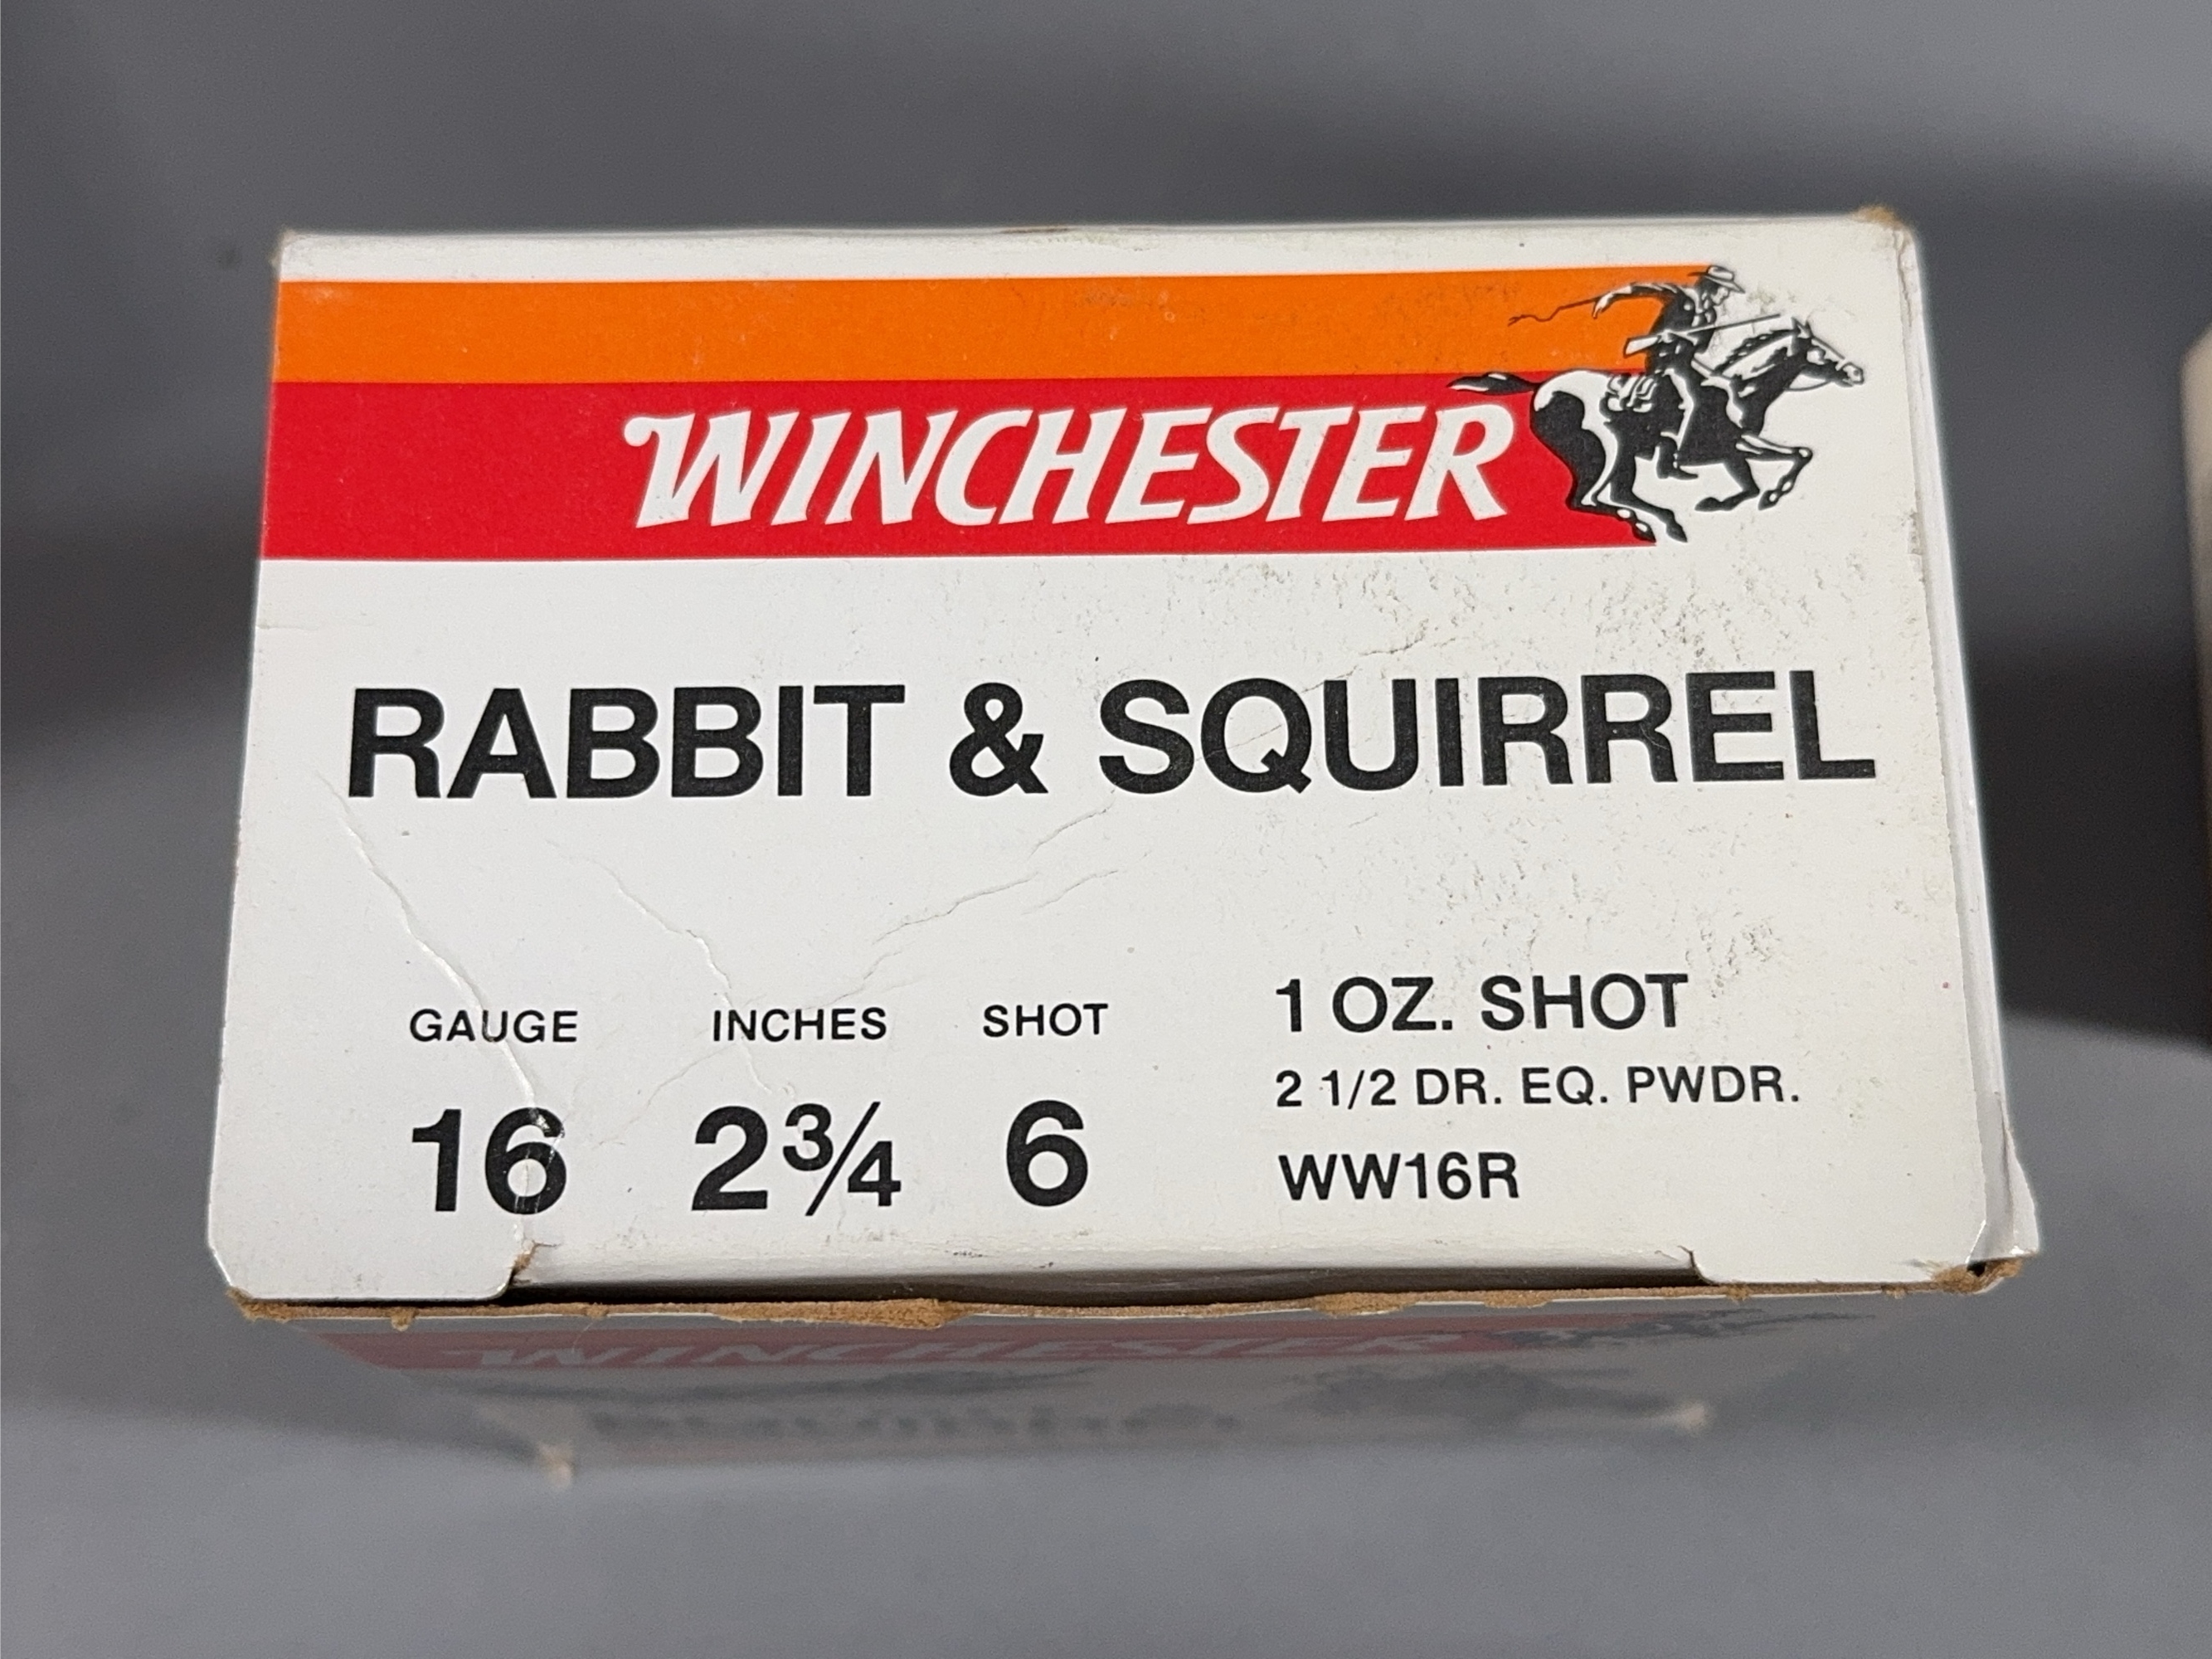 WINCHESTER
RABBIT & SQUIRREL
GAUGE INCHES SHOT
16 2¾ 6
1 OZ. SHOT
2 1/2 DR. EQ. PWDR.
WW16R
WINCHESTER